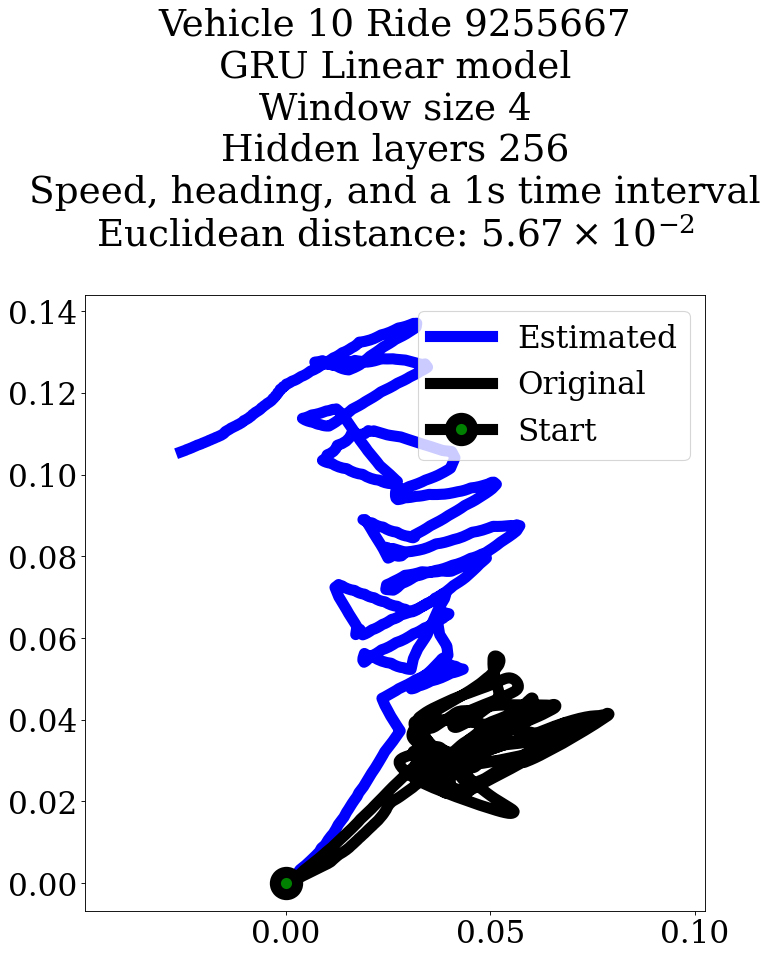 Vehicle 10 Ride 9255667
GRU Linear model
Window size 4
Hidden layers 256
Speed, heading, and a 1s time interval
Euclidean distance: 5.67 × 10⁻²
Estimated
Original
Start
0.14
0.12
0.10
0.08
0.06
0.04
0.02
0.00
0.00 0.05 0.10